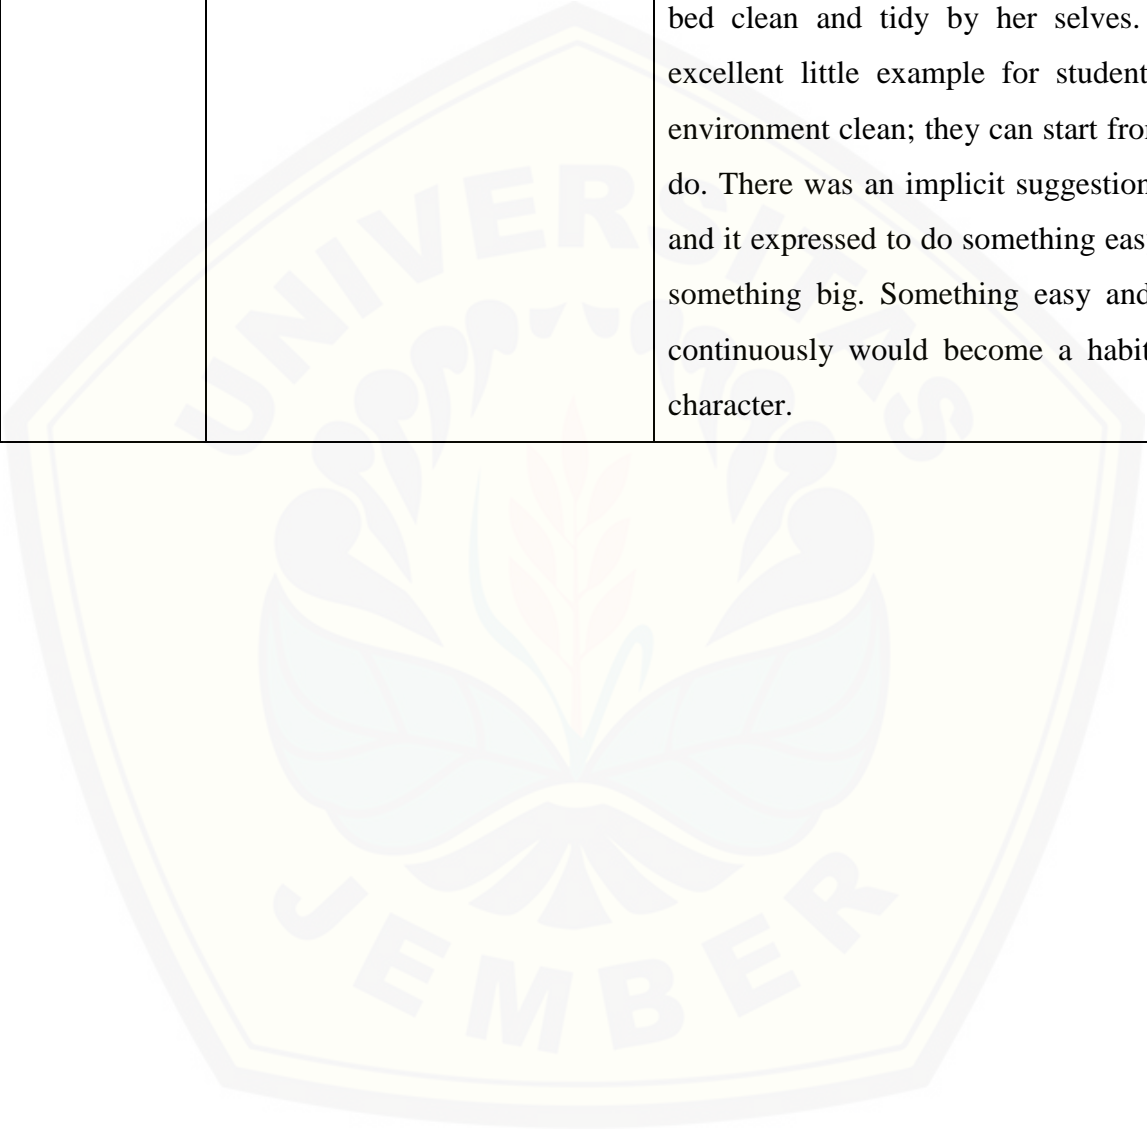 bed clean and tidy by her selves.
excellent little example for student
environment clean; they can start fro
do. There was an implicit suggestion
and it expressed to do something eas
something big. Something easy and
continuously would become a habit
character.
UNIVERSITAS
JEMBER